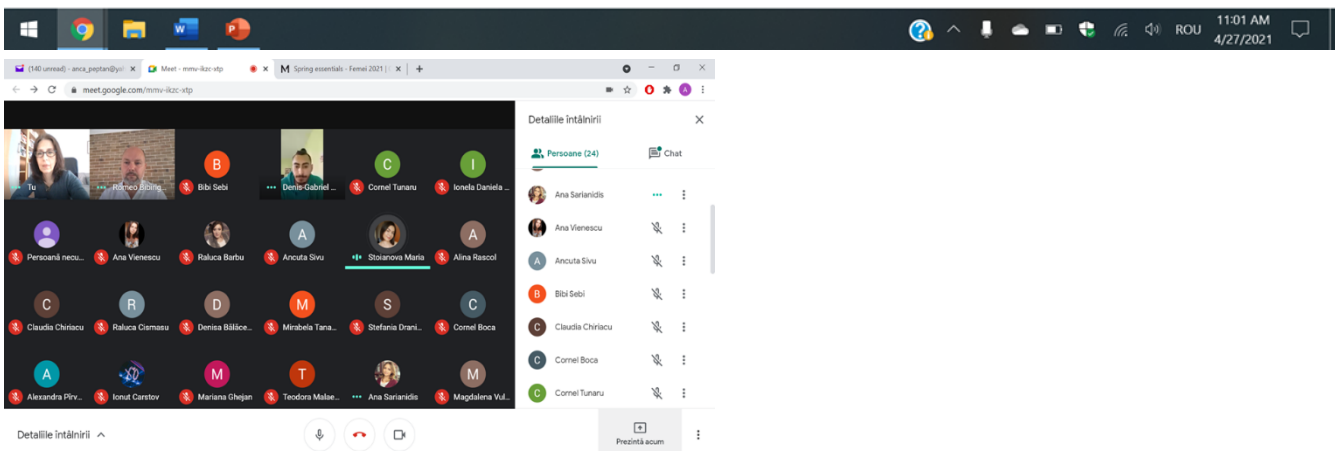 W
P
ROU
11:01 AM
4/27/2021
(140 unread) - anca_peptan@ya
Meet - mmv-ikzc-xtp
Spring essentials - Femei 2021 |
meet.google.com/mmv-ikzc-xtp
A
Detaliile întâlnirii
Persoane (24)
Chat
Tu
Romeo Bibirig...
B
Bibi Sebi
Denis-Gabriel ...
C
Cornel Tunaru
I
Ionela Daniela ...
Persoană necu...
Ana Vienescu
Raluca Barbu
A
Ancuta Sivu
Stoianova Maria
A
Alina Rascol
C
Claudia Chiriacu
R
Raluca Cismasu
D
Denisa Bălăce...
M
Mirabela Tana...
S
Stefania Drani...
C
Cornel Boca
A
Alexandra Pîrv...
Ionut Carstov
M
Mariana Ghejan
T
Teodora Malae...
Ana Sarianidis
M
Magdalena Vul...
Ana Sarianidis
Ana Vienescu
A
Ancuta Sivu
B
Bibi Sebi
C
Claudia Chiriacu
C
Cornel Boca
C
Cornel Tunaru
Detaliile întâlnirii
Prezintă acum